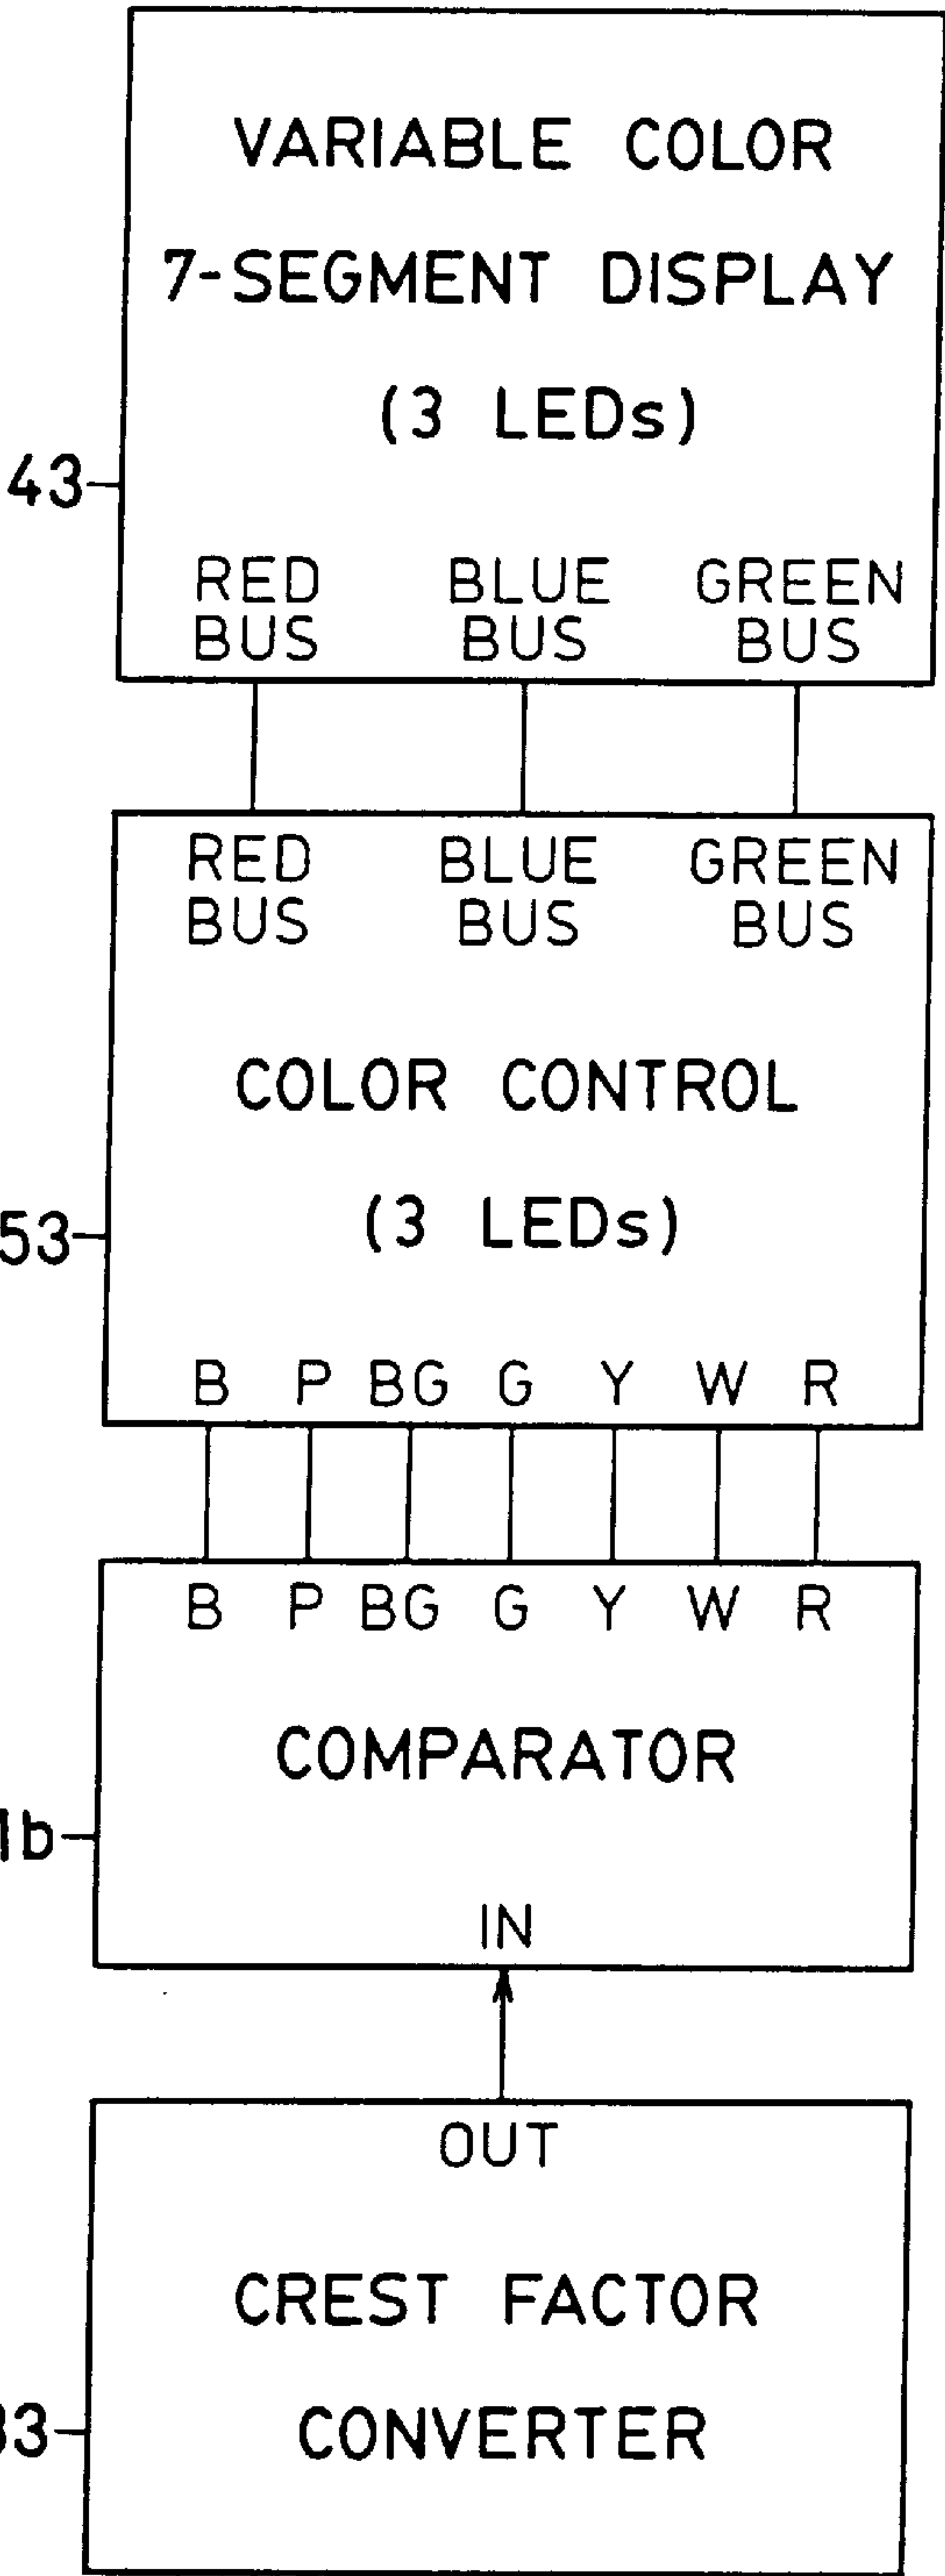 VARIABLE COLOR
7-SEGMENT DISPLAY
(3 LEDs)
43
RED BLUE GREEN
BUS BUS BUS
RED BLUE GREEN
BUS BUS BUS
COLOR CONTROL
53
(3 LEDs)
B P BG G Y W R
B P BG G Y W R
COMPARATOR
IN
OUT
CREST FACTOR
CONVERTER